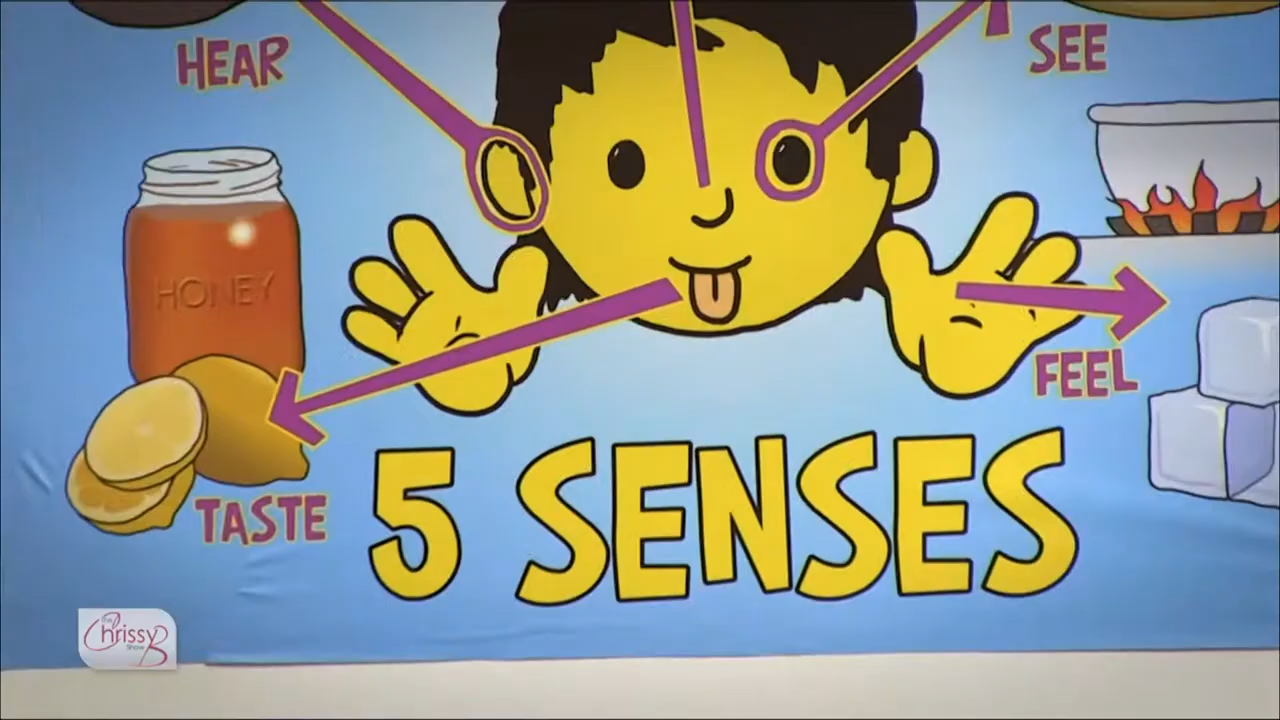 HEAR
SEE
HONEY
FEEL
TASTE
5 SENSES
the
Chrissy B
Show